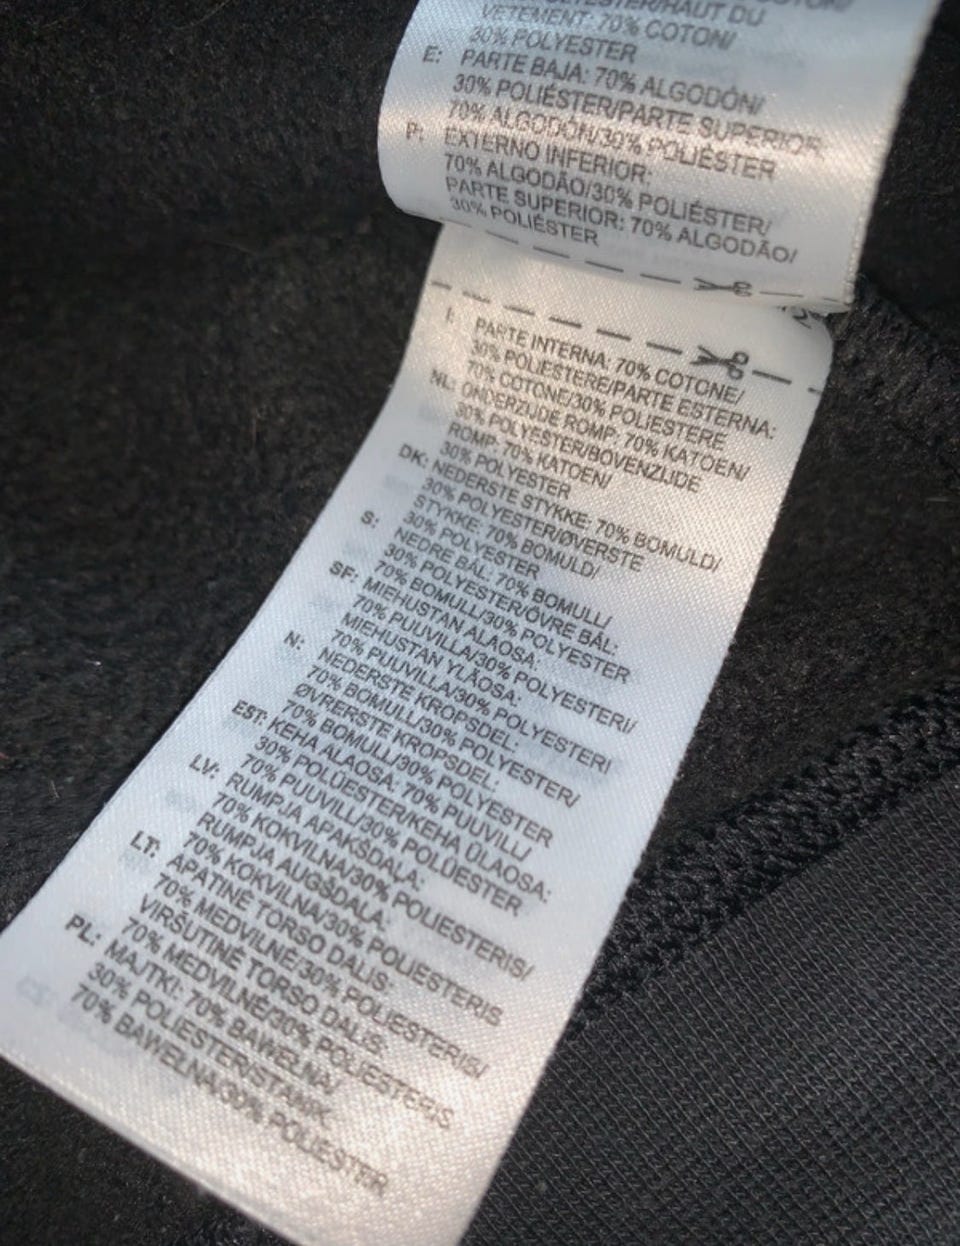 POLYESTER/HAUT DU
VÊTEMENT: 70% COTON/
30% POLYESTER
E: PARTE BAJA: 70% ALGODÓN/
30% POLIÉSTER/PARTE SUPERIOR:
70% ALGODÓN/30% POLIÉSTER
P: EXTERNO INFERIOR:
70% ALGODÃO/30% POLIÉSTER/
PARTE SUPERIOR: 70% ALGODÃO/
30% POLIÉSTER
I: PARTE INTERNA: 70% COTONE/
30% POLIESTERE/PARTE ESTERNA:
70% COTONE/30% POLIESTERE
NL: ONDERZIJDE ROMP: 70% KATOEN/
30% POLYESTER/BOVENZIJDE
ROMP: 70% KATOEN/
30% POLYESTER
DK: NEDERSTE STYKKE: 70% BOMULD/
30% POLYESTER/ØVERSTE
STYKKE: 70% BOMULD/
30% POLYESTER
S: NEDRE BÅL: 70% BOMULL/
30% POLYESTER/ÖVRE BÅL:
70% BOMULL/30% POLYESTER
SF: MIEHUSTAN ALAOSA:
70% PUUVILLA/30% POLYESTERI/
MIEHUSTAN YLÄOSA:
70% PUUVILLA/30% POLYESTERI
N: NEDERSTE KROPSDEL:
70% BOMULL/30% POLYESTER/
ØVRERSTE KROPSDEL:
70% BOMULL/30% POLYESTER
EST: KEHA ALAOSA: 70% PUUVILL/
30% POLÜESTER/KEHA ÜLAOSA:
70% PUUVILL/30% POLÜESTER
LV: RUMPJA APAKŠDAĻA:
70% KOKVILNA/30% POLIESTERIS/
RUMPJA AUGŠDAĻA:
70% KOKVILNA/30% POLIESTERIS
LT: APATINĖ TORSO DALIS:
70% MEDVILNĖ/30% POLIESTERIS/
VIRŠUTINĖ TORSO DALIS:
70% MEDVILNĖ/30% POLIESTERIS
PL: MAJTKI: 70% BAWEŁNA/
30% POLIESTER/STANIK:
70% BAWEŁNA/30% POLIESTER